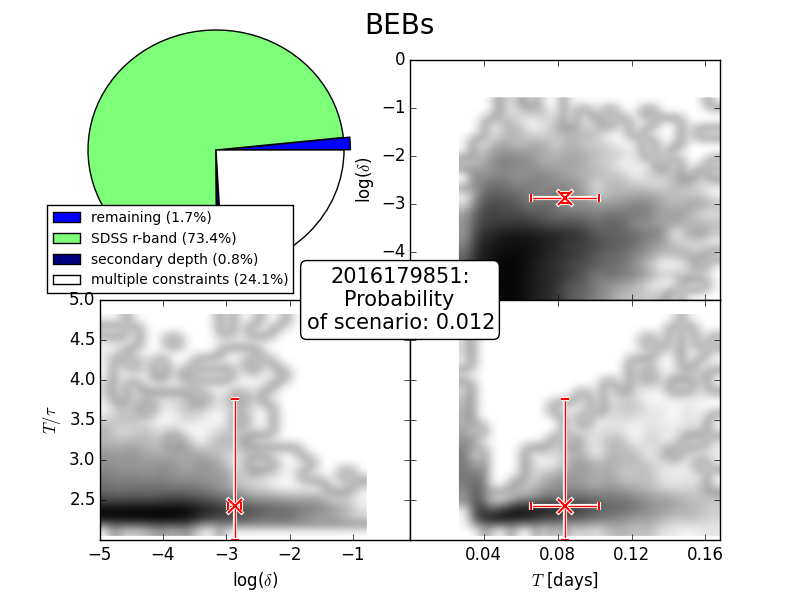 BEBs
0
−1
−2
−3
−4
log(δ)
remaining (1.7%)
SDSS r-band (73.4%)
secondary depth (0.8%)
multiple constraints (24.1%)
2016179851:
Probability
of scenario: 0.012
5.0
4.5
4.0
3.5
3.0
2.5
T/τ
−5 −4 −3 −2 −1
log(δ)
0.04 0.08 0.12 0.16
T [days]